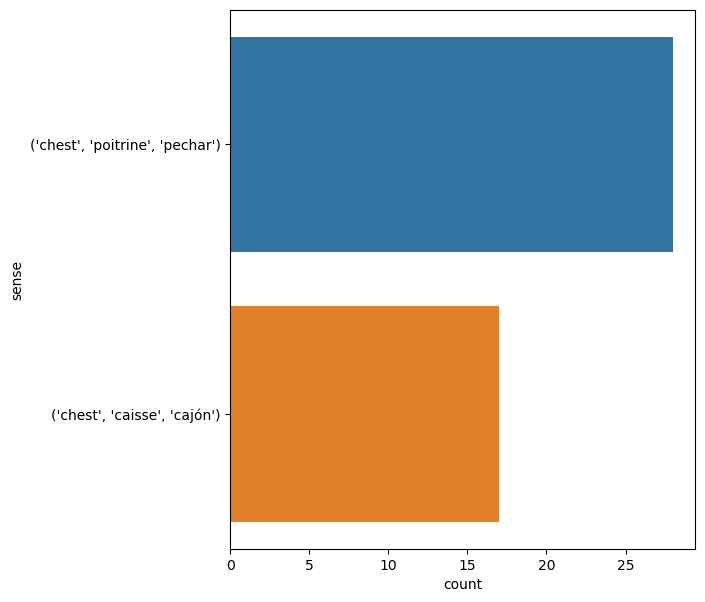 sense
('chest', 'poitrine', 'pechar')
('chest', 'caisse', 'cajón')
0 5 10 15 20 25
count